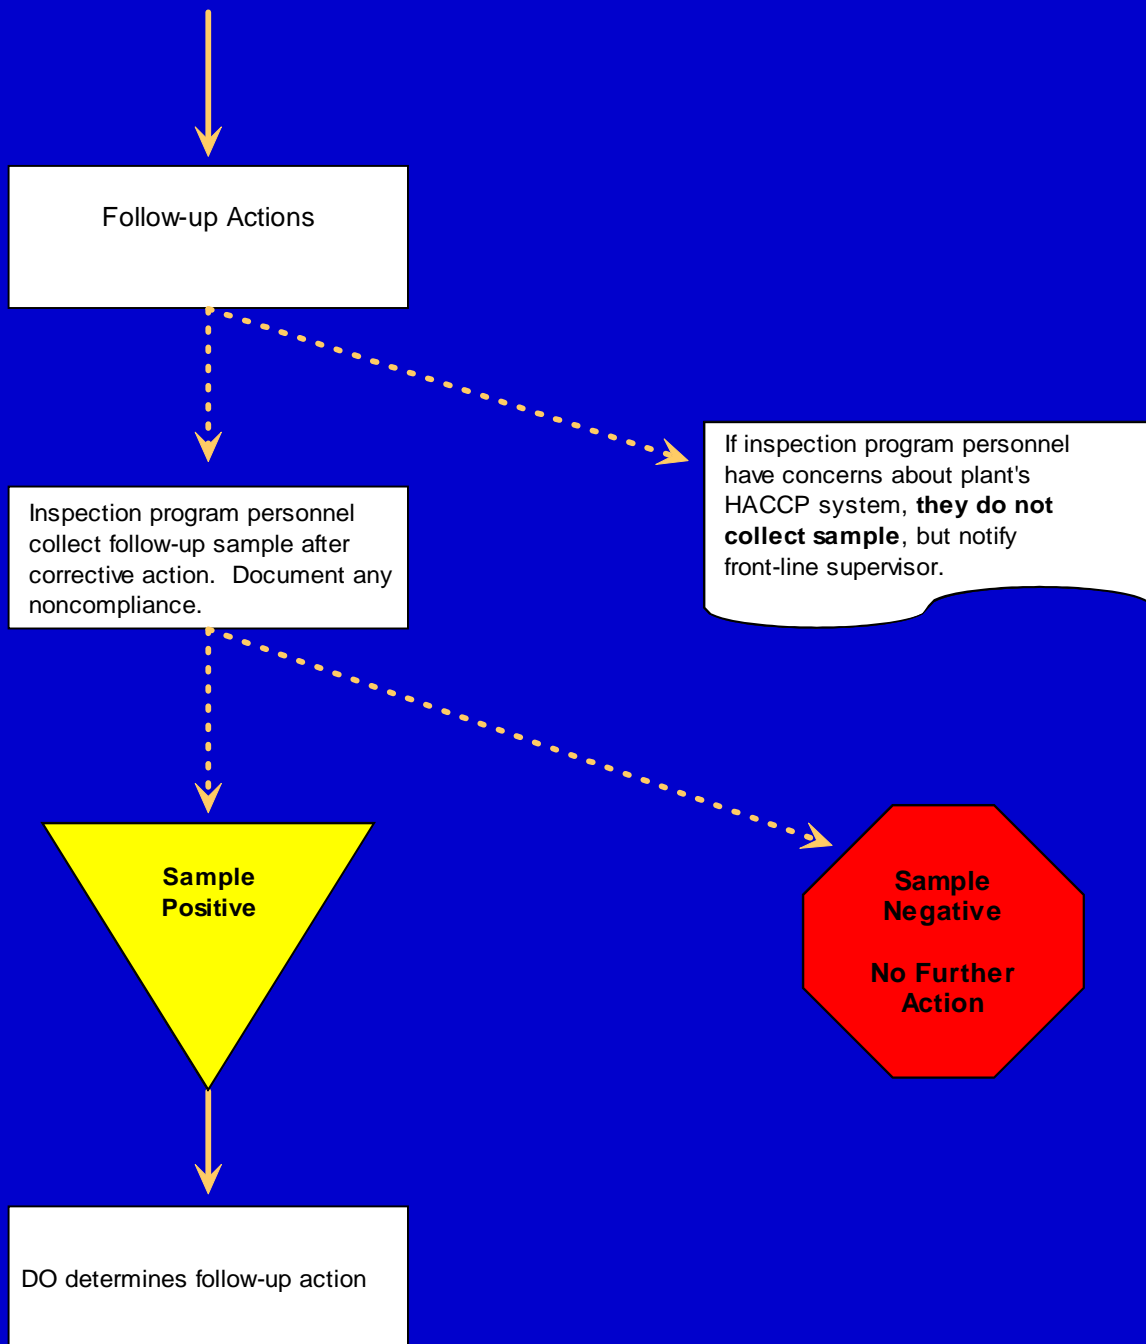 Follow-up Actions
If inspection program personnel
have concerns about plant's
HACCP system, they do not
collect sample, but notify
front-line supervisor.
Inspection program personnel
collect follow-up sample after
corrective action.  Document any
noncompliance.
Sample
Positive
Sample
Negative
No Further
Action
DO determines follow-up action